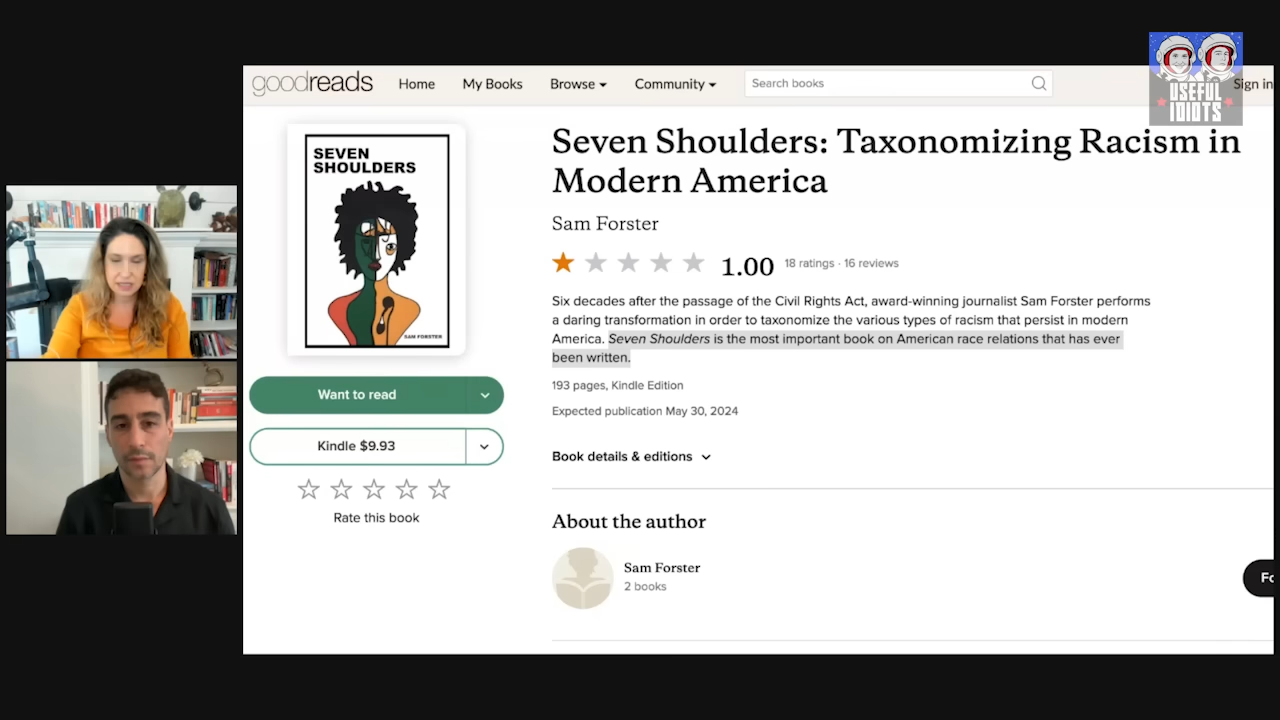 goodreads Home My Books Browse Community Search books Sign in
USEFUL
IDIOTS
SEVEN
SHOULDERS
SAM FORSTER
Want to read
Kindle $9.93
Rate this book
Seven Shoulders: Taxonomizing Racism in
Modern America
Sam Forster
1.00 18 ratings · 16 reviews
Six decades after the passage of the Civil Rights Act, award-winning journalist Sam Forster performs
a daring transformation in order to taxonomize the various types of racism that persist in modern
America. Seven Shoulders is the most important book on American race relations that has ever
been written.
193 pages, Kindle Edition
Expected publication May 30, 2024
Book details & editions
About the author
Sam Forster
2 books
Fo